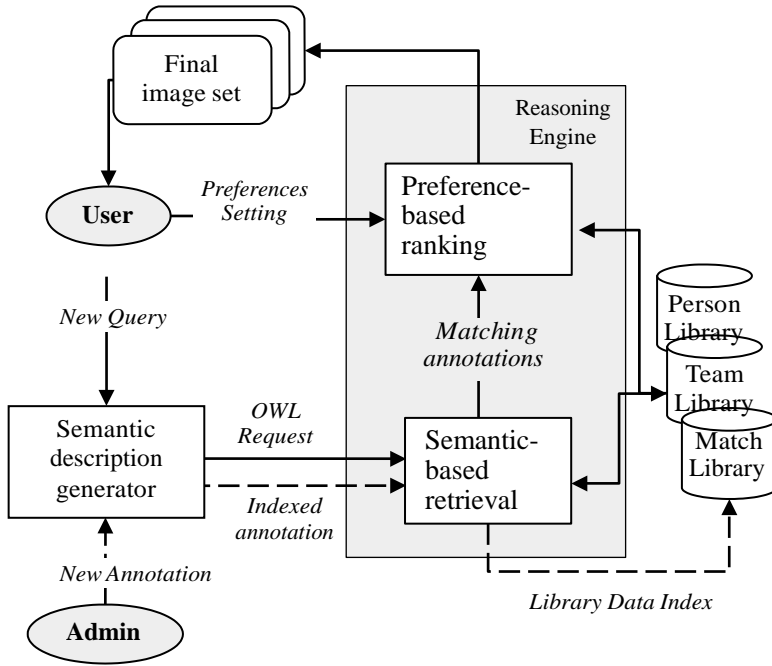 Final
image set
Reasoning
Engine
User
Preferences
Setting
Preference-
based
ranking
New Query
Matching
annotations
Person
Library
Team
Library
Match
Library
Semantic
description
generator
OWL
Request
Indexed
annotation
Semantic-
based
retrieval
New Annotation
Library Data Index
Admin